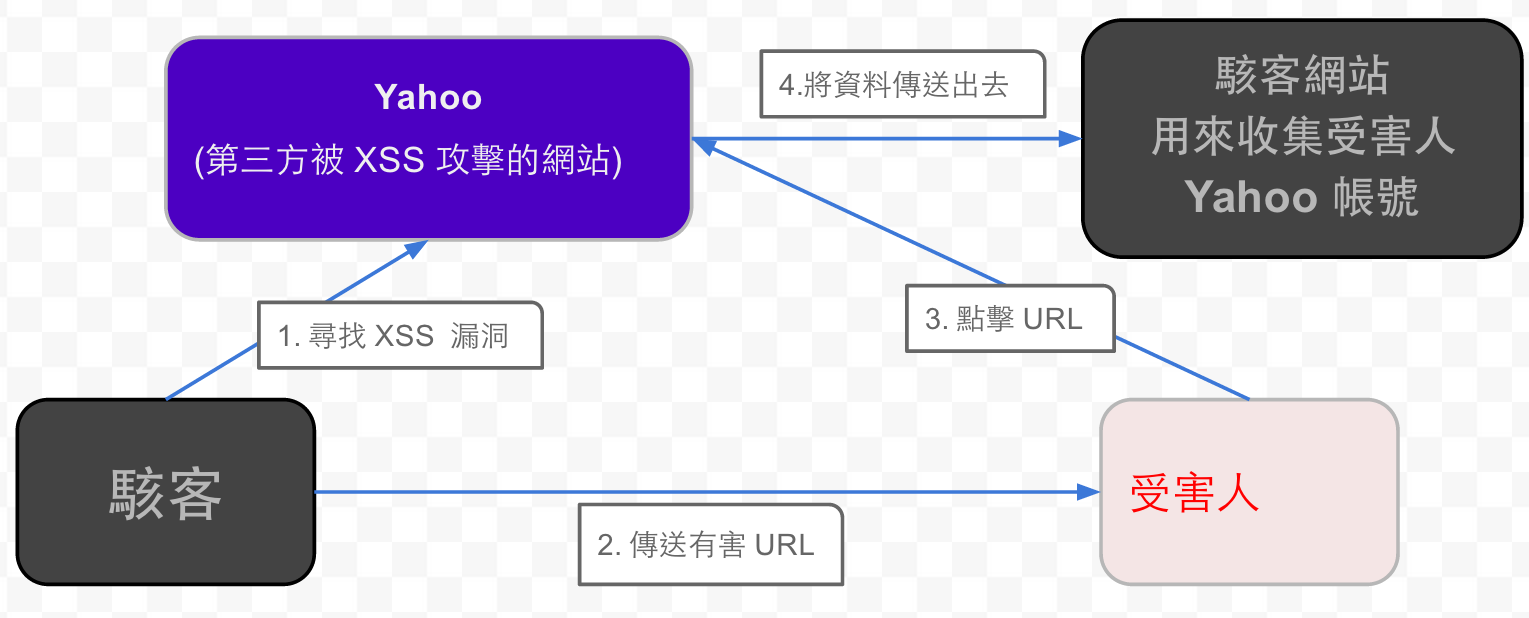 Yahoo
(第三方被 XSS 攻擊的網站)
4.將資料傳送出去
駭客網站
用來收集受害人
Yahoo 帳號
1. 尋找 XSS 漏洞
3. 點擊 URL
駭客
受害人
2. 傳送有害 URL